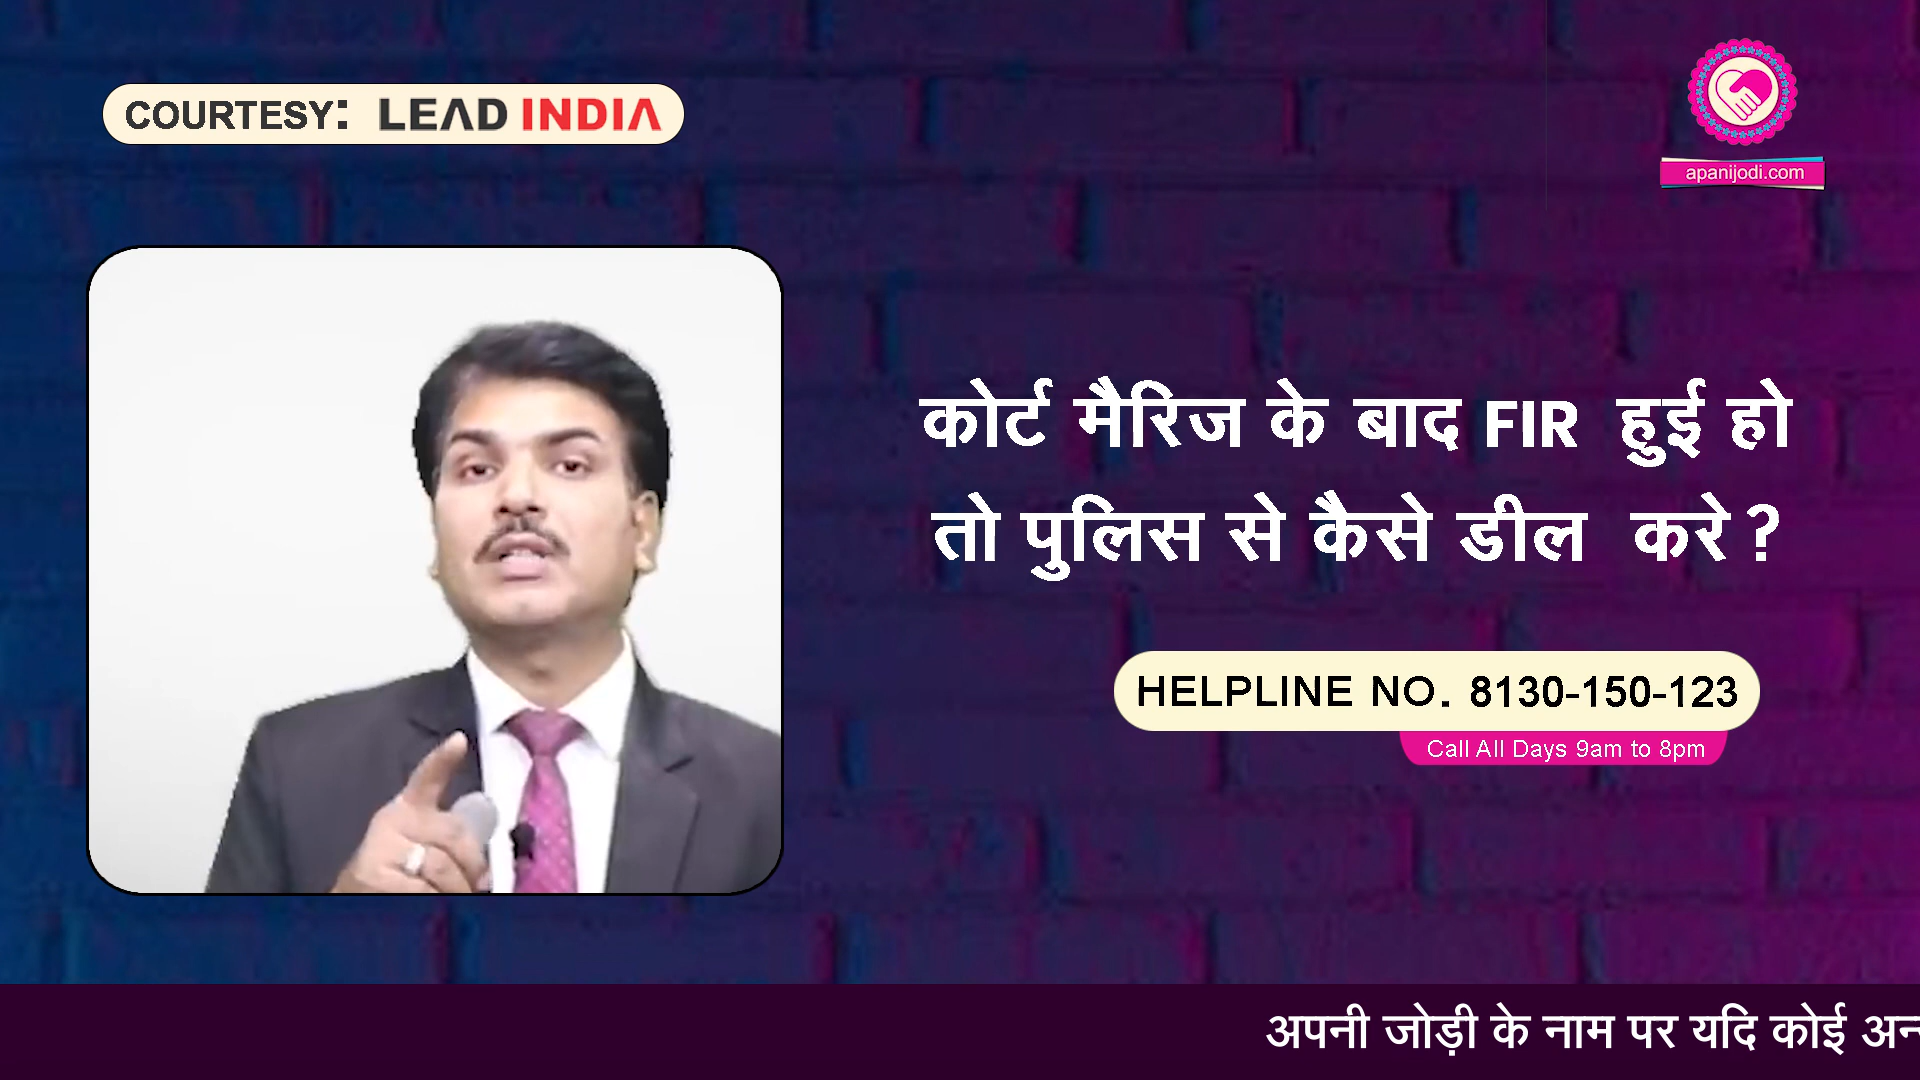 COURTESY: LEAD INDIA
apanijodi.com
कोर्ट मैरिज के बाद FIR हुई हो
तो पुलिस से कैसे डील करे ?
HELPLINE NO. 8130-150-123
Call All Days 9am to 8pm
अपनी जोड़ी के नाम पर यदि कोई